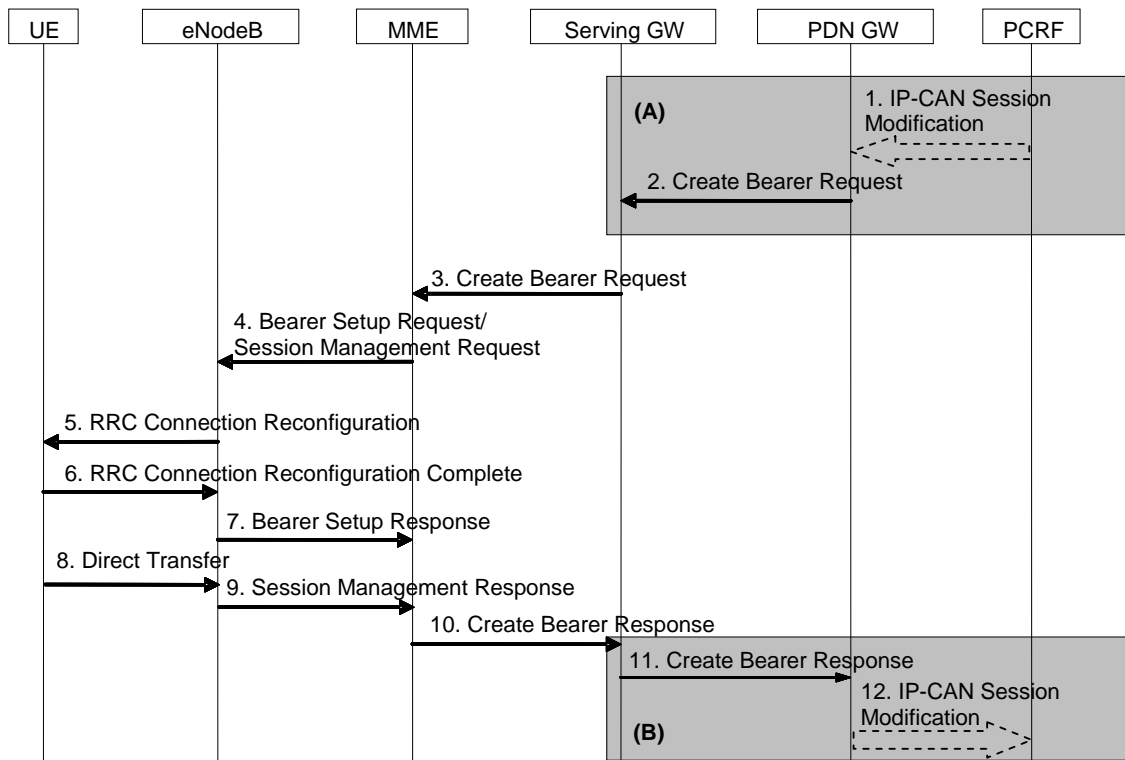 UE
eNodeB
MME
Serving GW
PDN GW
PCRF
(A)
1. IP-CAN Session
Modification
2. Create Bearer Request
3. Create Bearer Request
4. Bearer Setup Request/
Session Management Request
5. RRC Connection Reconfiguration
6. RRC Connection Reconfiguration Complete
7. Bearer Setup Response
8. Direct Transfer
9. Session Management Response
10. Create Bearer Response
11. Create Bearer Response
12. IP-CAN Session
Modification
(B)